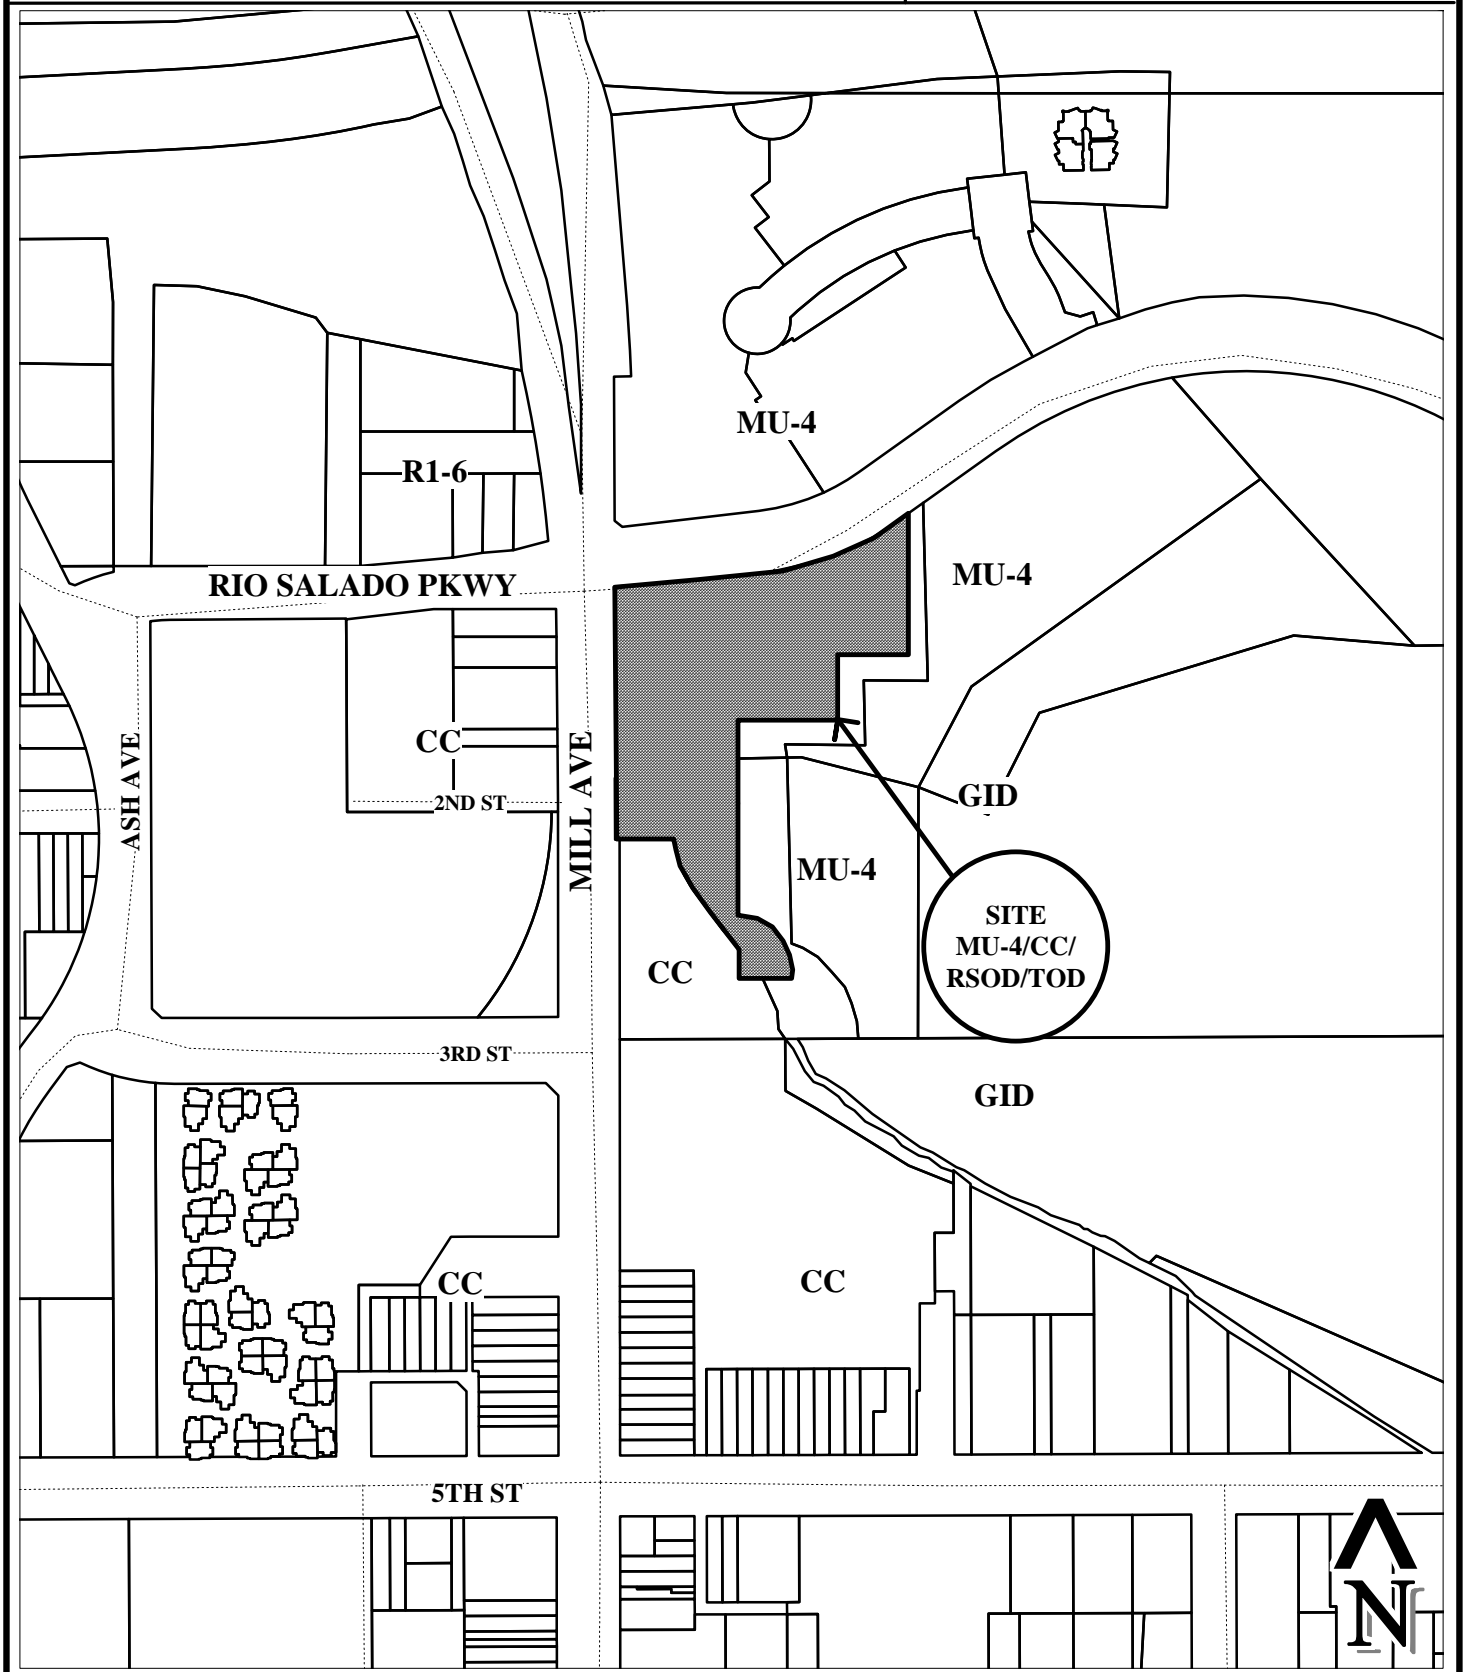 MU-4
R1-6
RIO SALADO PKWY
MU-4
CC
ASH AVE
MILL AVE
2ND ST
GID
MU-4
SITE
MU-4/CC/
RSOD/TOD
CC
3RD ST
GID
CC
CC
5TH ST
N